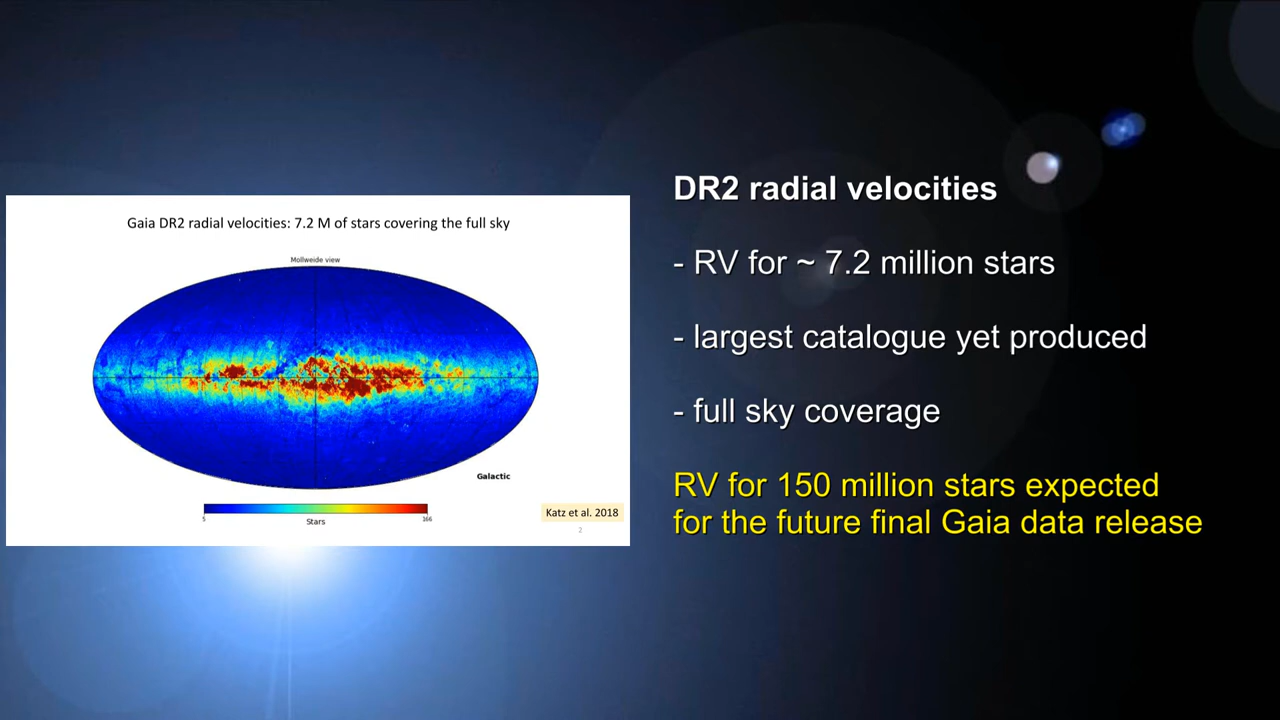 Gaia DR2 radial velocities: 7.2 M of stars covering the full sky
Mollweide view
Galactic
5
166
Stars
Katz et al. 2018
2
DR2 radial velocities
- RV for ~ 7.2 million stars
- largest catalogue yet produced
- full sky coverage
RV for 150 million stars expected
for the future final Gaia data release